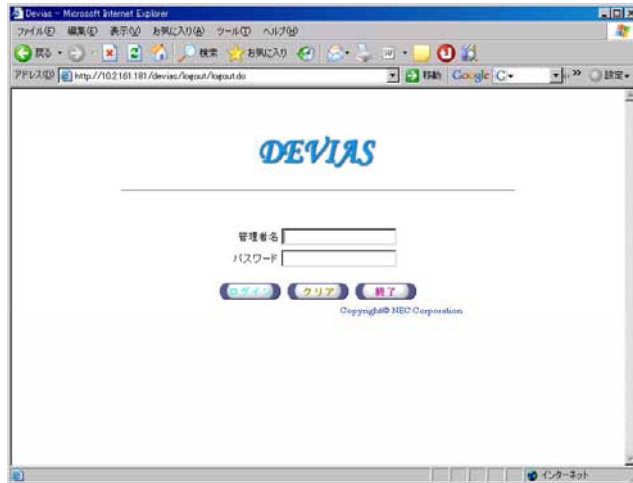 Devias - Microsoft Internet Explorer
ファイル(F) 編集(E) 表示(V) お気に入り(A) ツール(T) ヘルプ(H)
戻る 検索 お気に入り
アドレス(D) http://10.2.161.181/devias/logout/logout.do 移動 Google 設定
DEVIAS
管理者名
パスワード
ログイン クリア 終了
Copyright© NEC Corporation
インターネット